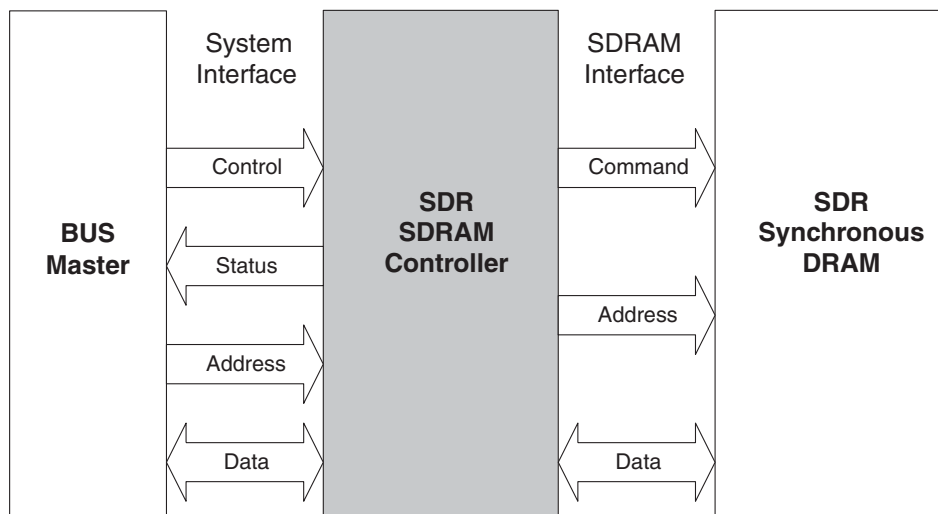 System
Interface
SDRAM
Interface
Control
Command
BUS
Master
SDR
SDRAM
Controller
SDR
Synchronous
DRAM
Status
Address
Address
Data
Data